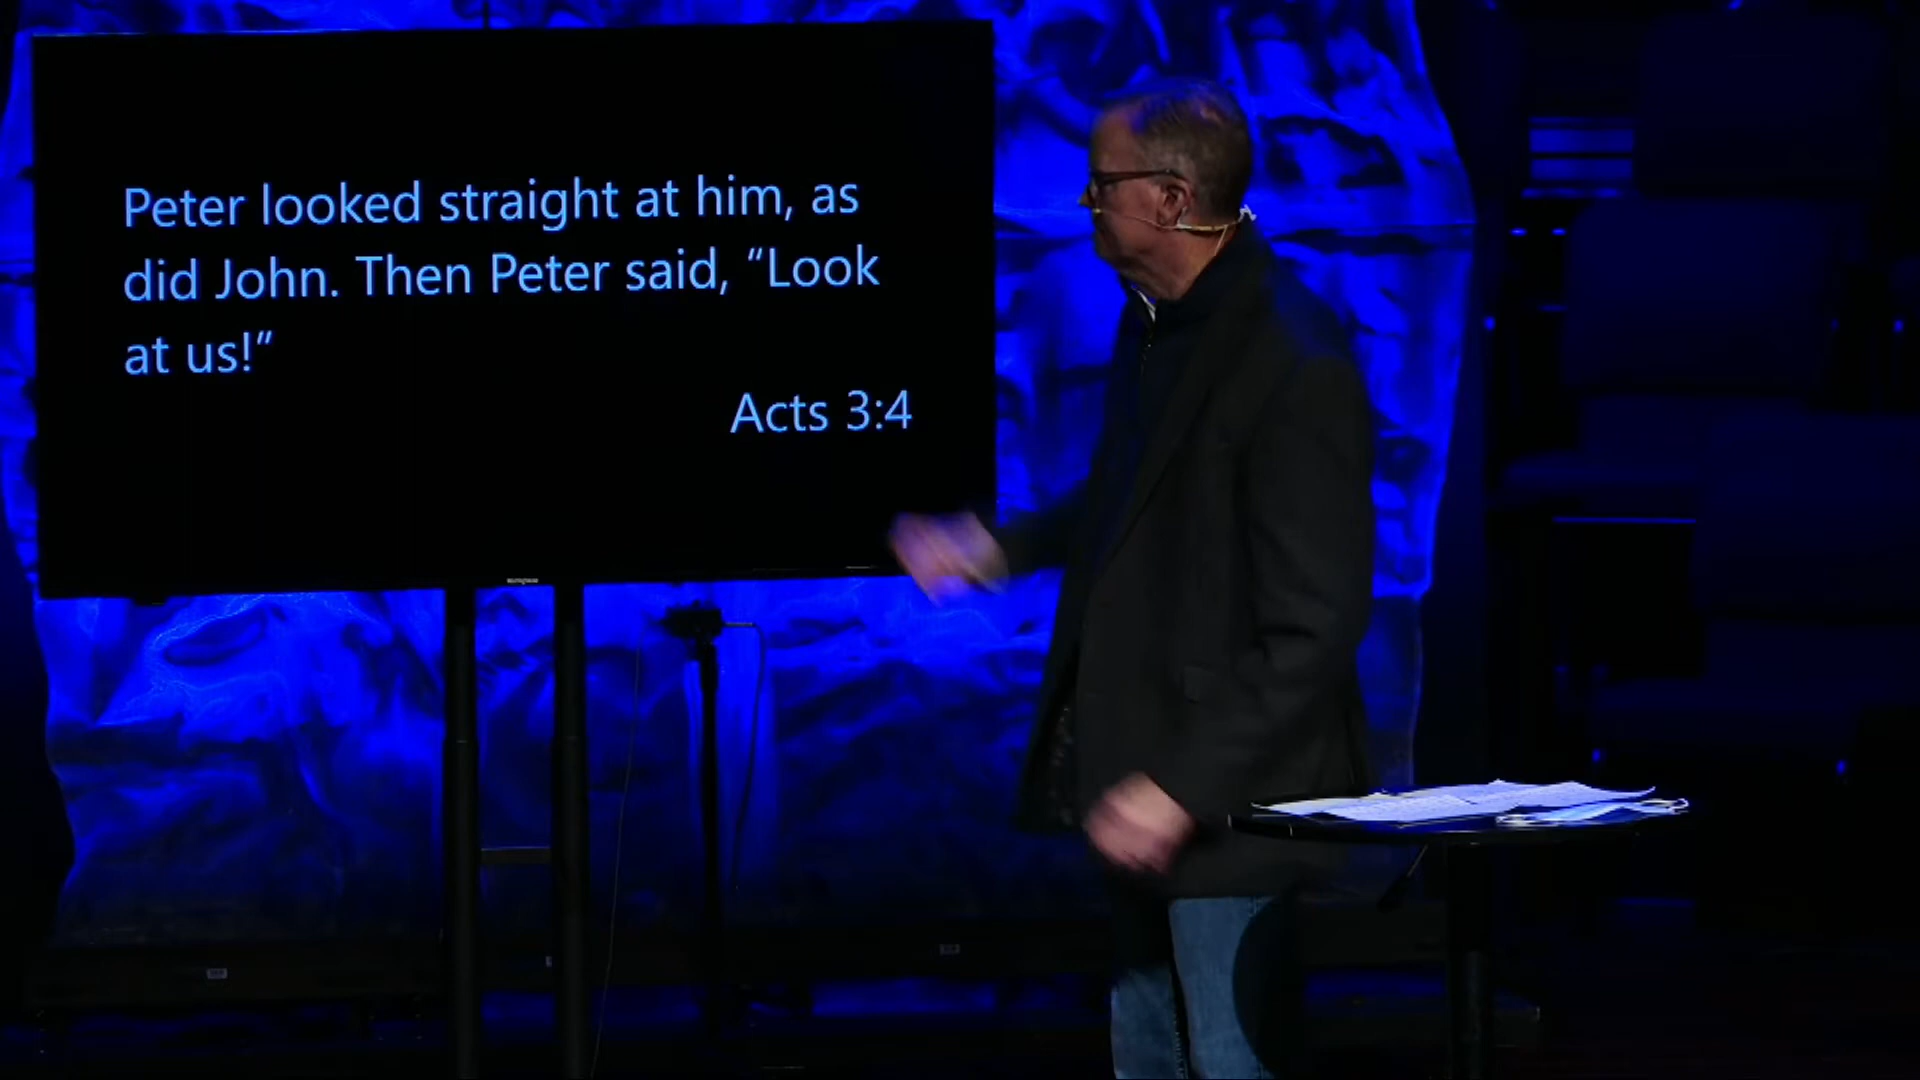 Peter looked straight at him, as
did John. Then Peter said, “Look
at us!”
Acts 3:4